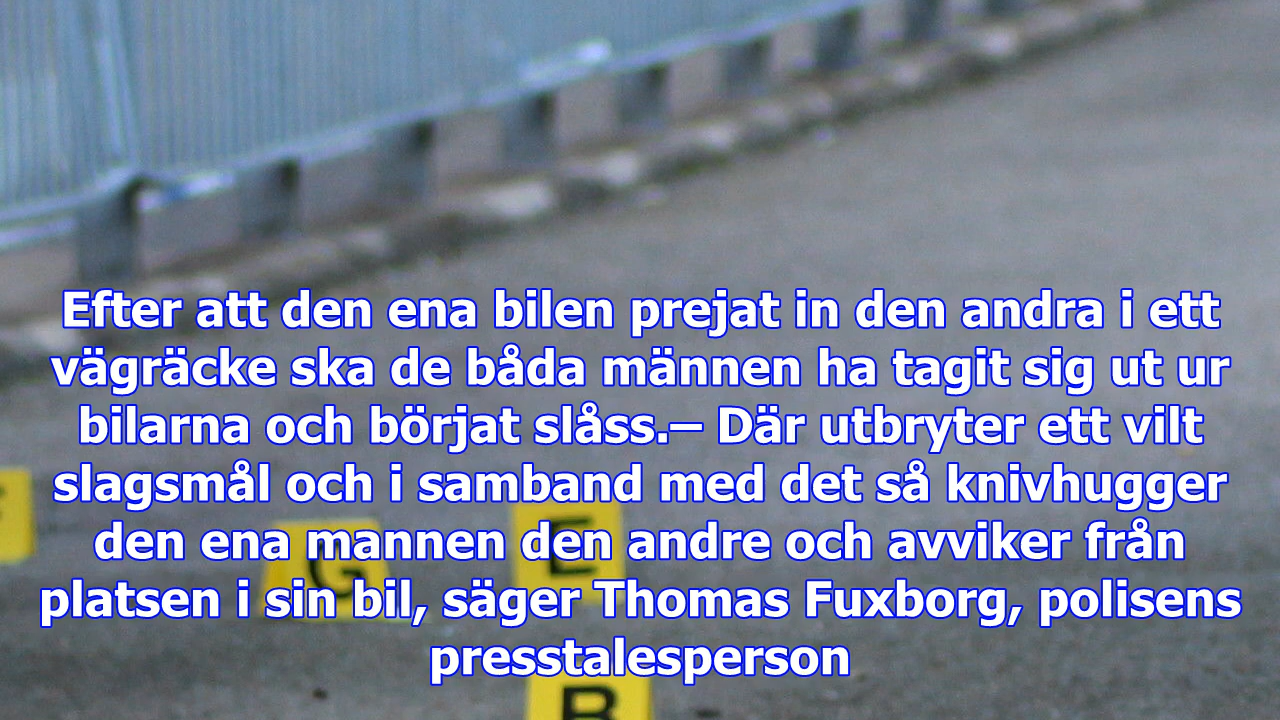 Efter att den ena bilen prejat in den andra i ett
vägräcke ska de båda männen ha tagit sig ut ur
bilarna och börjat slåss.– Där utbryter ett vilt
slagsmål och i samband med det så knivhugger
den ena mannen den andre och avviker från
platsen i sin bil, säger Thomas Fuxborg, polisens
presstalesperson
E
G
B